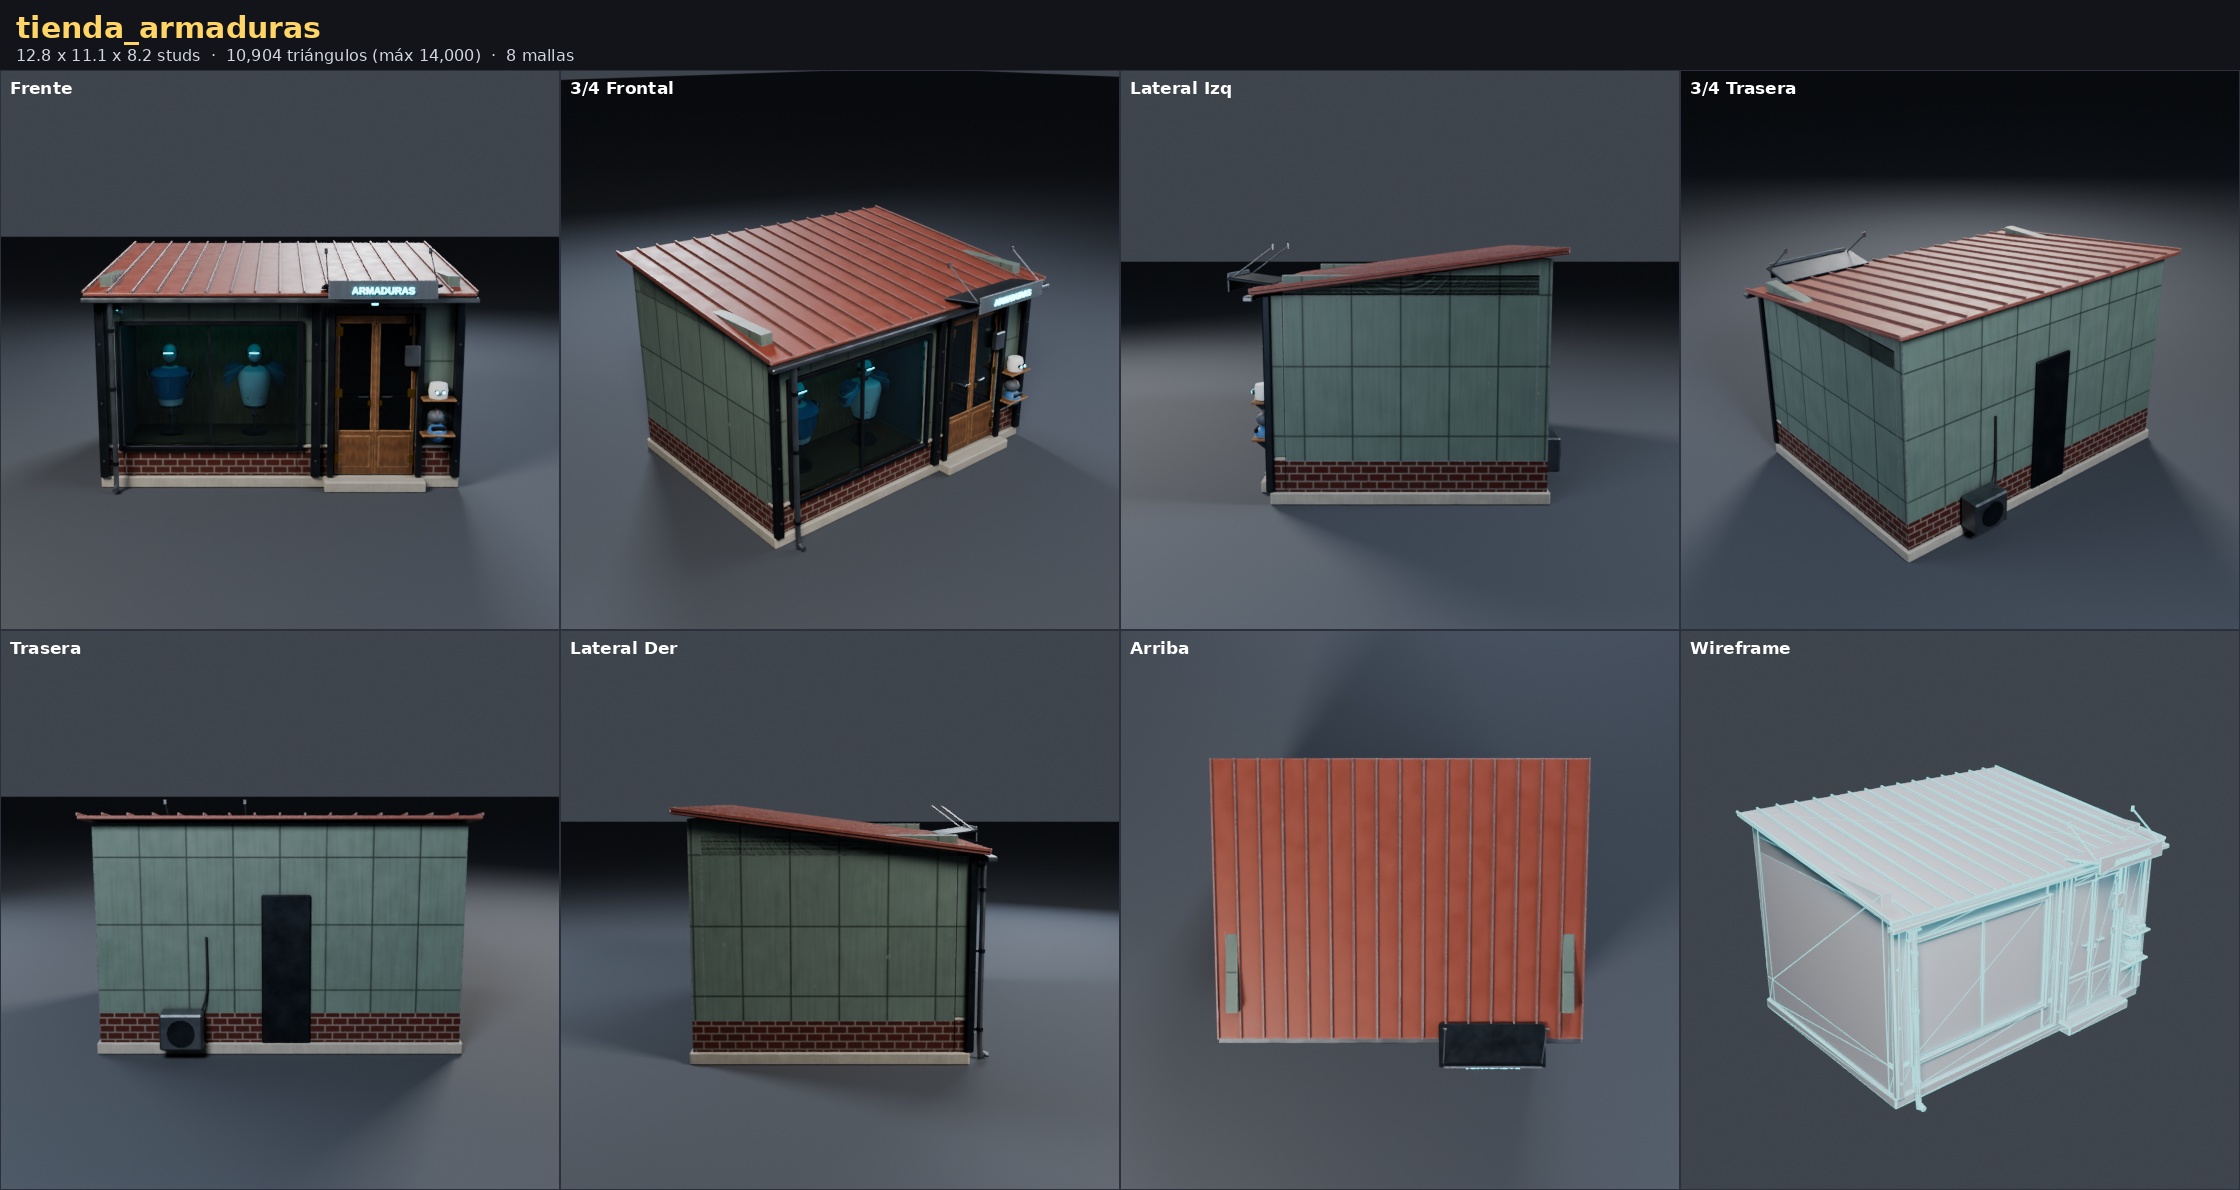 tienda_armaduras
12.8 x 11.1 x 8.2 studs · 10,904 triángulos (máx 14,000) · 8 mallas
Frente
3/4 Frontal
Lateral Izq
3/4 Trasera
ARMADURAS
ARMADURAS
Trasera
Lateral Der
Arriba
Wireframe